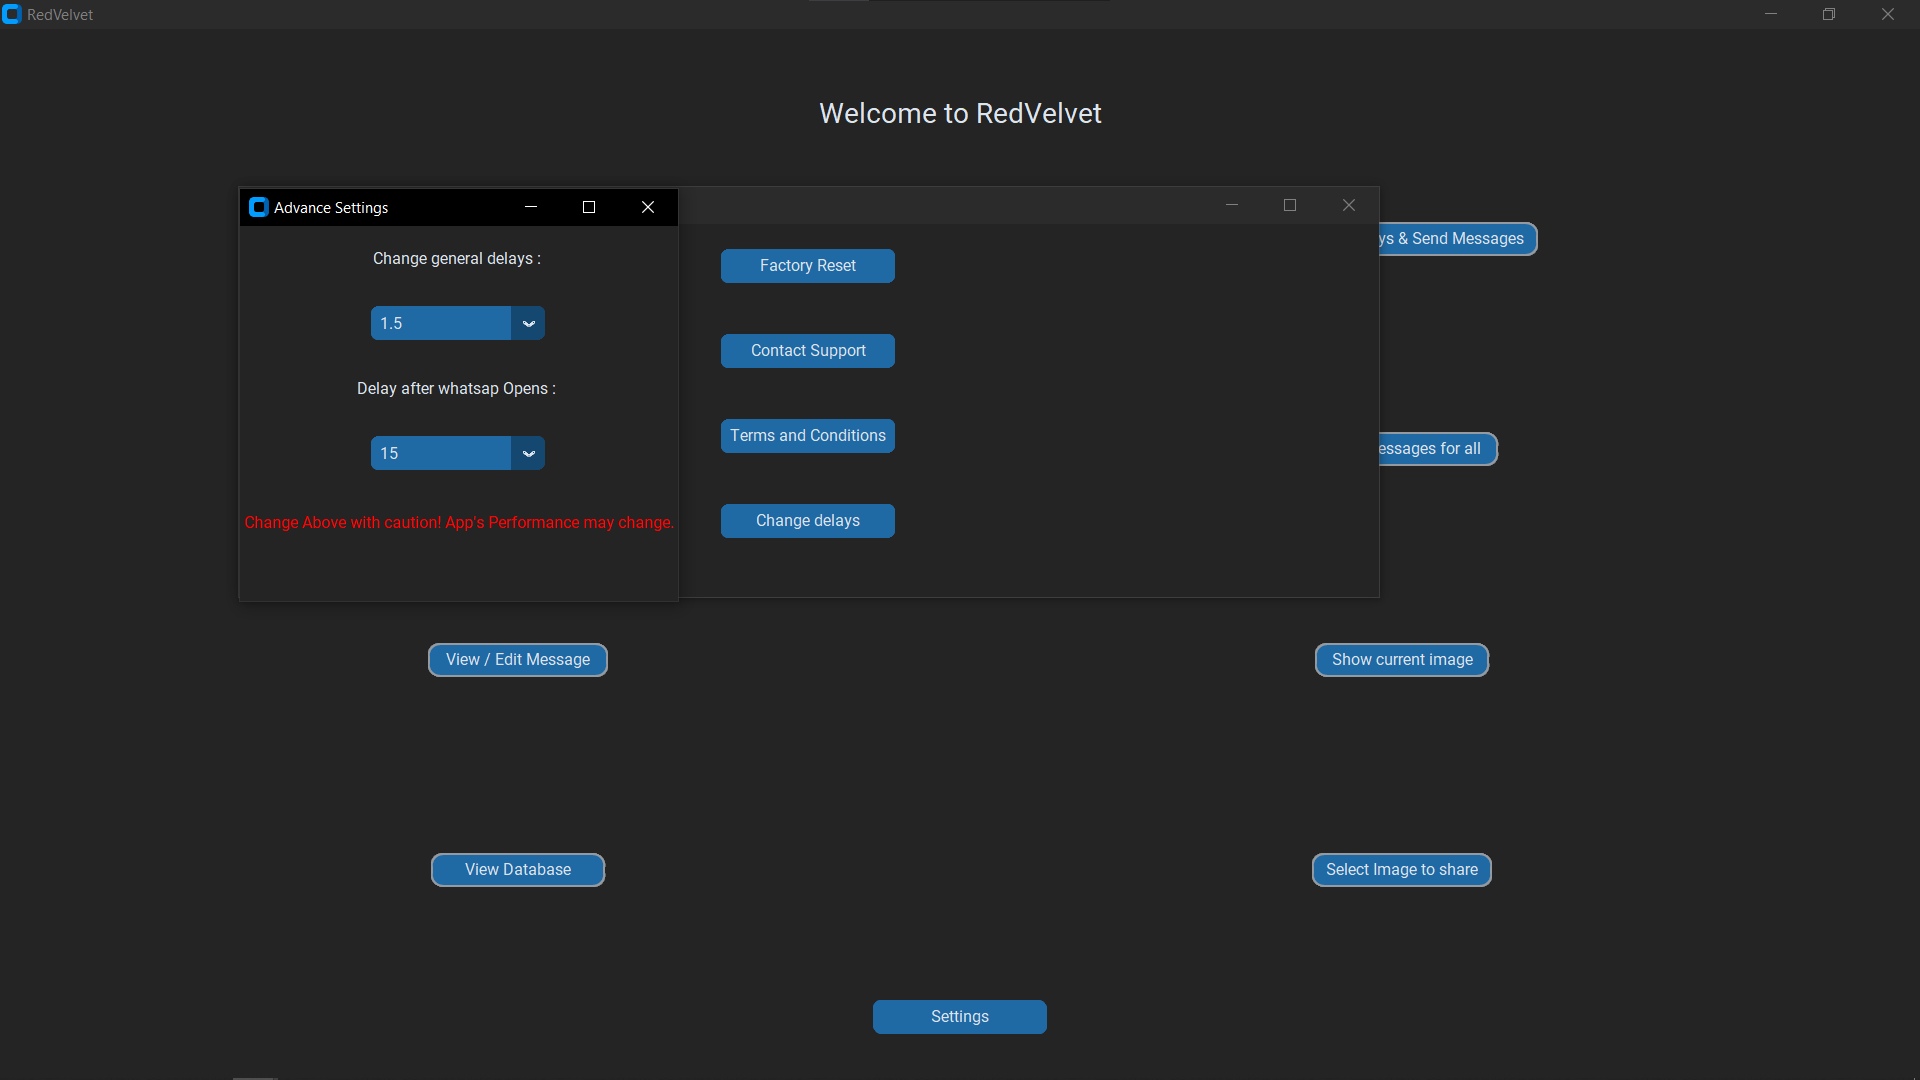 RedVelvet
Welcome to RedVelvet
Advance Settings
Change general delays :
1.5
Delay after whatsap Opens :
15
Change Above with caution! App's Performance may change.
Factory Reset
Contact Support
Terms and Conditions
Change delays
& Send Messages
for all
View / Edit Message
Show current image
View Database
Select Image to share
Settings